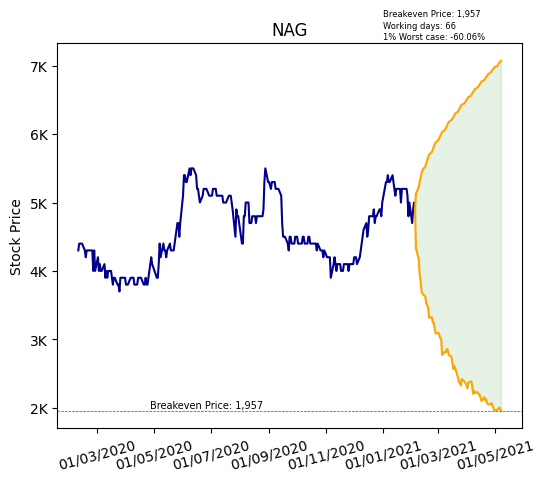 Breakeven Price: 1,957
Working days: 66
1% Worst case: -60.06%
NAG
Stock Price
7K
6K
5K
4K
3K
2K
Breakeven Price: 1,957
01/03/2020
01/05/2020
01/07/2020
01/09/2020
01/11/2020
01/01/2021
01/03/2021
01/05/2021